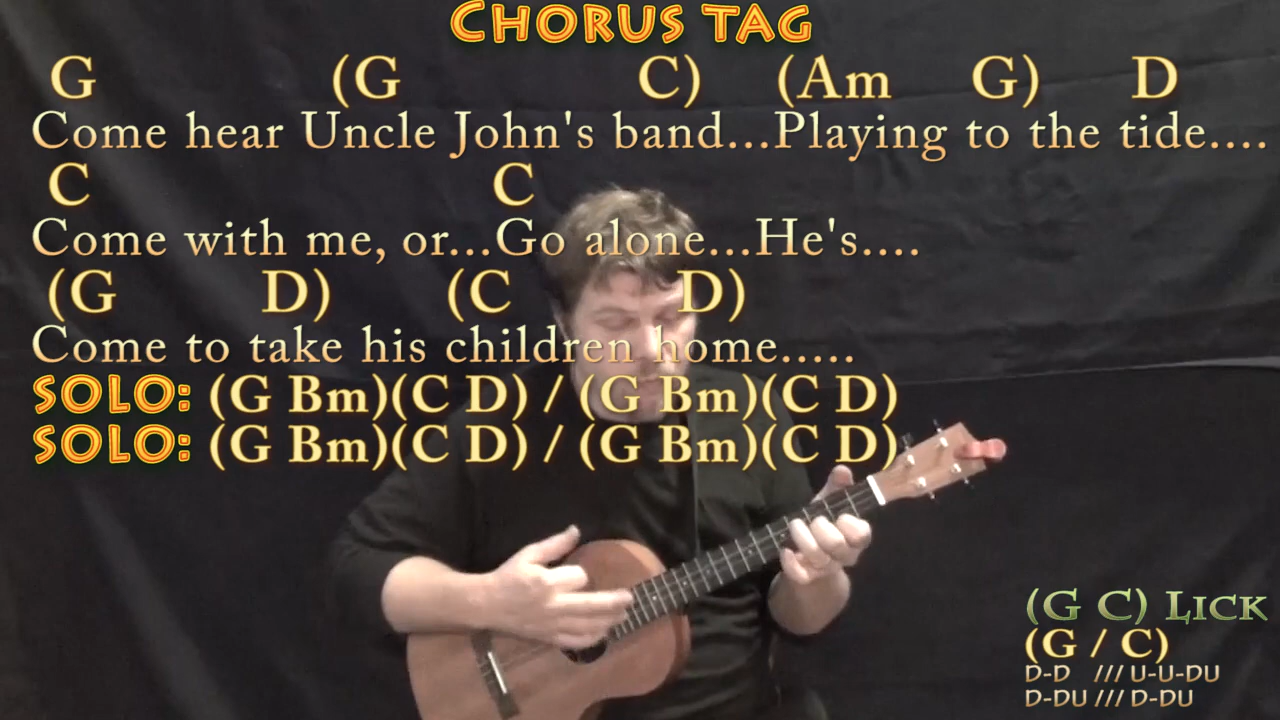 CHORUS TAG
G (G C) (Am G) D
Come hear Uncle John's band...Playing to the tide....
C C
Come with me, or...Go alone...He's....
(G D) (C D)
Come to take his children home.....
SOLO: (G Bm)(C D) / (G Bm)(C D)
SOLO: (G Bm)(C D) / (G Bm)(C D)
(G C) LICK
(G / C)
D-D /// U-U-DU
D-DU /// D-DU